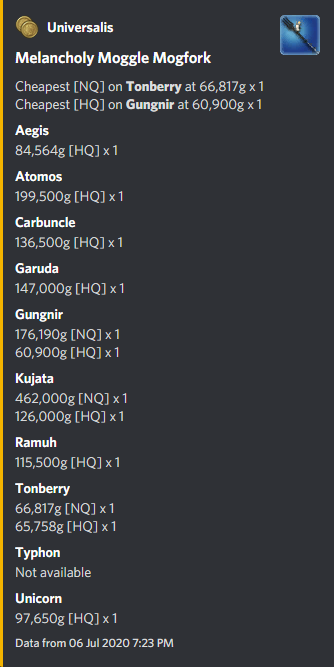 Universalis
Melancholy Moggle Mogfork
Cheapest [NQ] on Tonberry at 66,817g x 1
Cheapest [HQ] on Gungnir at 60,900g x 1
Aegis
84,564g [HQ] x 1
Atomos
199,500g [HQ] x 1
Carbuncle
136,500g [HQ] x 1
Garuda
147,000g [HQ] x 1
Gungnir
176,190g [NQ] x 1
60,900g [HQ] x 1
Kujata
462,000g [NQ] x 1
126,000g [HQ] x 1
Ramuh
115,500g [HQ] x 1
Tonberry
66,817g [NQ] x 1
65,758g [HQ] x 1
Typhon
Not available
Unicorn
97,650g [HQ] x 1
Data from 06 Jul 2020 7:23 PM